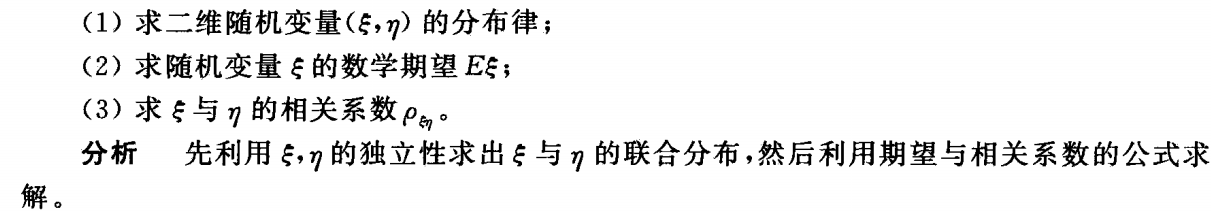 (1) 求二维随机变量(ξ,η) 的分布律;
(2) 求随机变量 ξ 的数学期望 Eξ;
(3) 求 ξ 与 η 的相关系数 ρξη。
分析 先利用 ξ,η 的独立性求出 ξ 与 η 的联合分布,然后利用期望与相关系数的公式求
解。